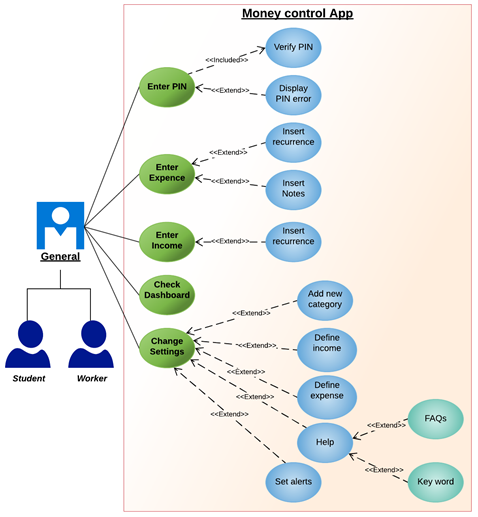 Money control App
Verify PIN
<<Included>>
Enter PIN
<<Extend>>
Display
PIN error
Insert
recurrence
<<Extend>>
Enter
Expence
<<Extend>>
Insert
Notes
Enter
Income
<<Extend>>
Insert
recurrence
General
Check
Dashboard
Add new
category
<<Extend>>
Change
Settings
<<Extend>>
Define
income
<<Extend>>
Define
expense
<<Extend>>
<<Extend>>
Help
<<Extend>>
FAQs
<<Extend>>
Key word
Set alerts
Student
Worker